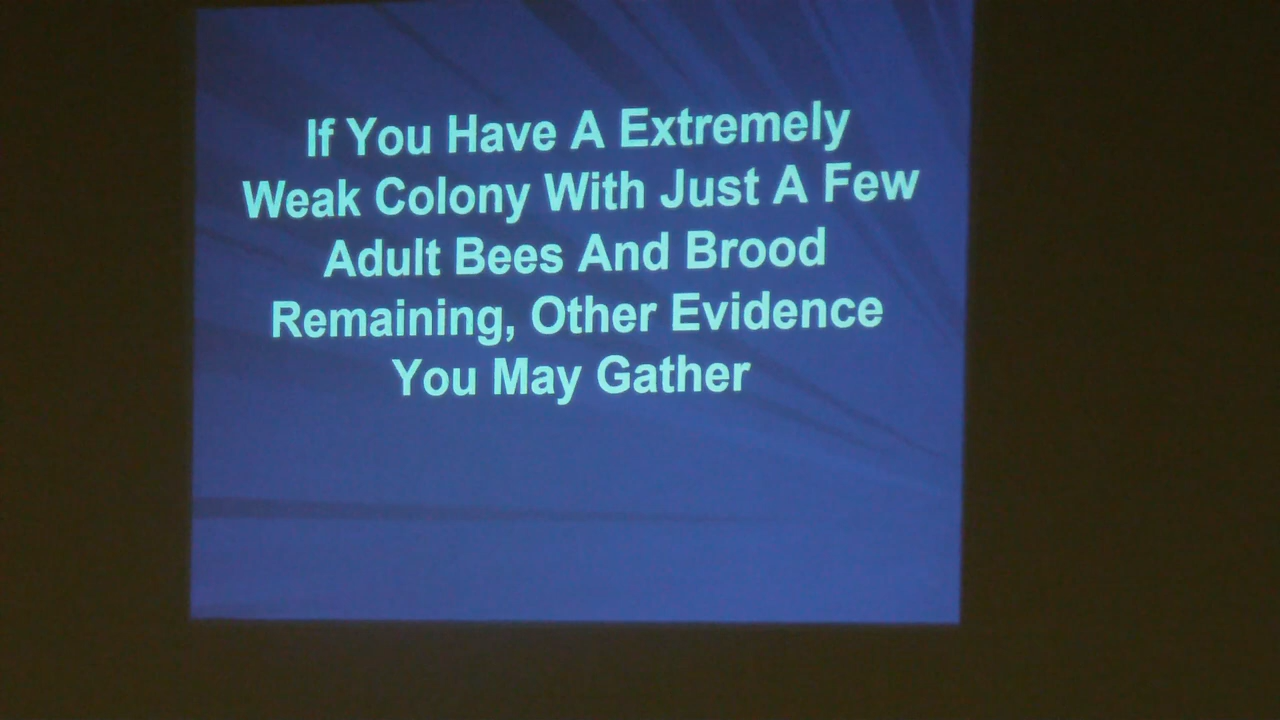 If You Have A Extremely
Weak Colony With Just A Few
Adult Bees And Brood
Remaining, Other Evidence
You May Gather